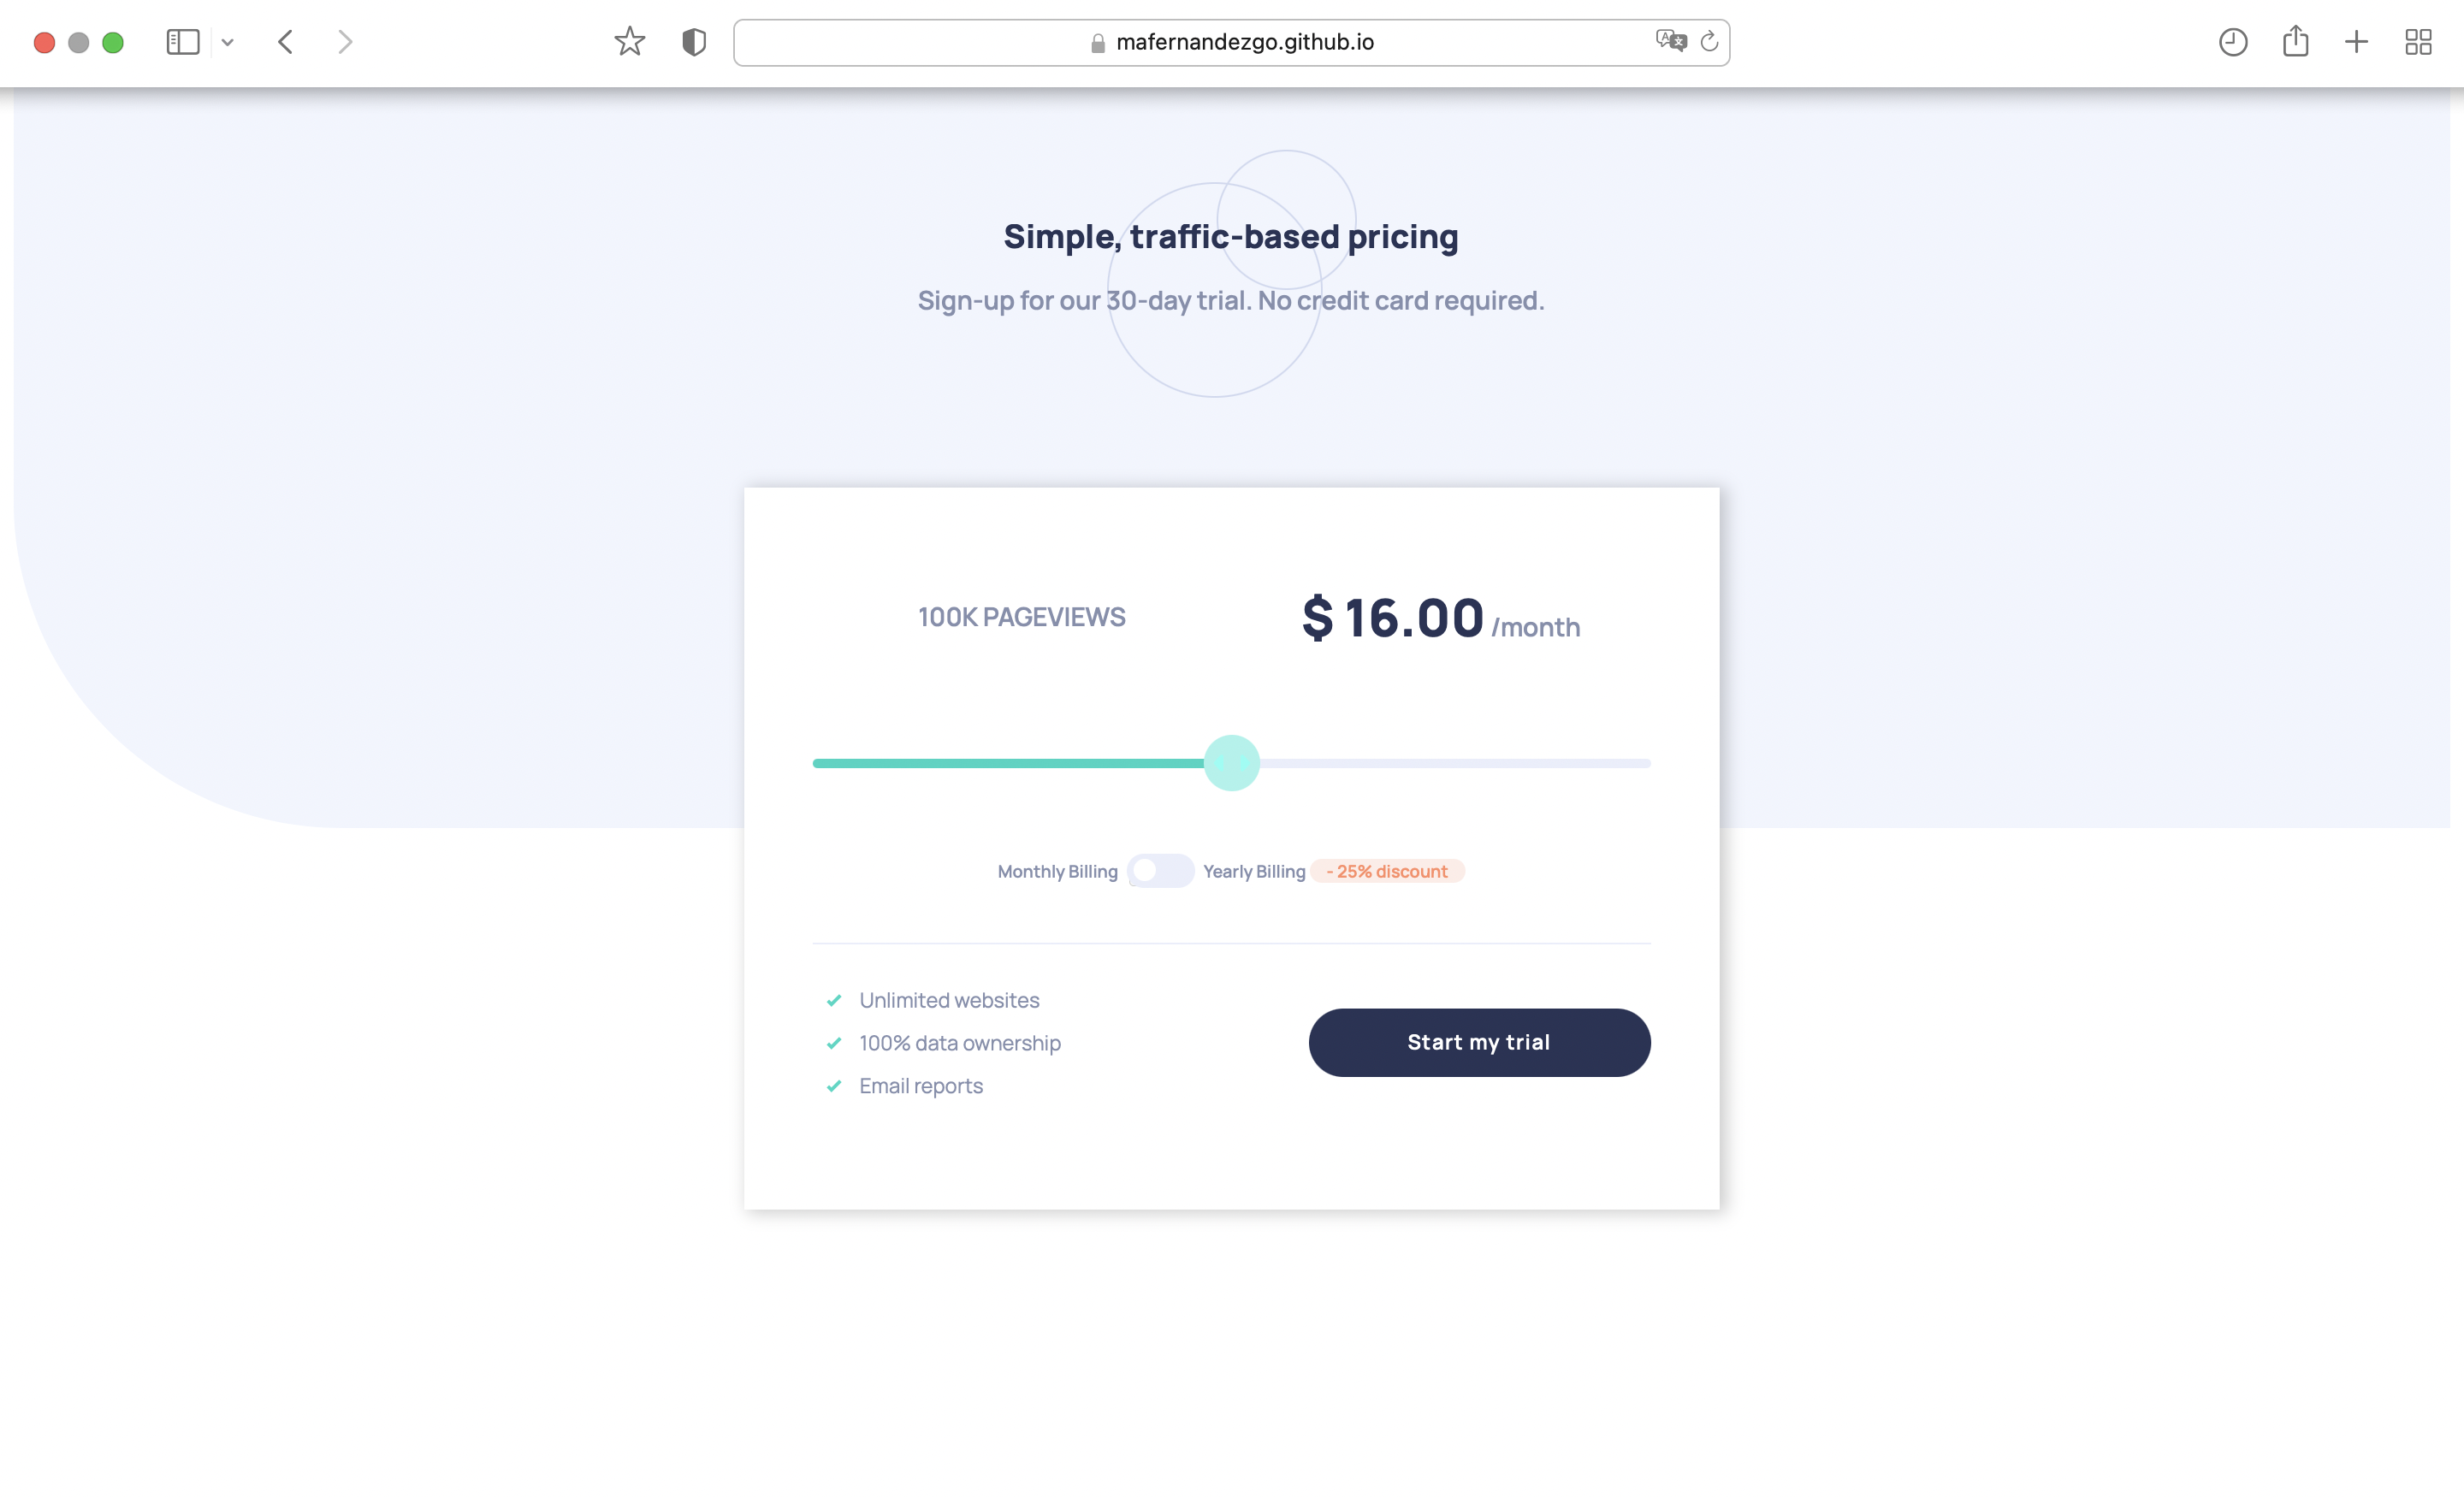 mafernandezgo.github.io
Simple, traffic-based pricing
Sign-up for our 30-day trial. No credit card required.
100K PAGEVIEWS
$ 16.00 /month
Monthly Billing Yearly Billing - 25% discount
Unlimited websites
100% data ownership
Email reports
Start my trial